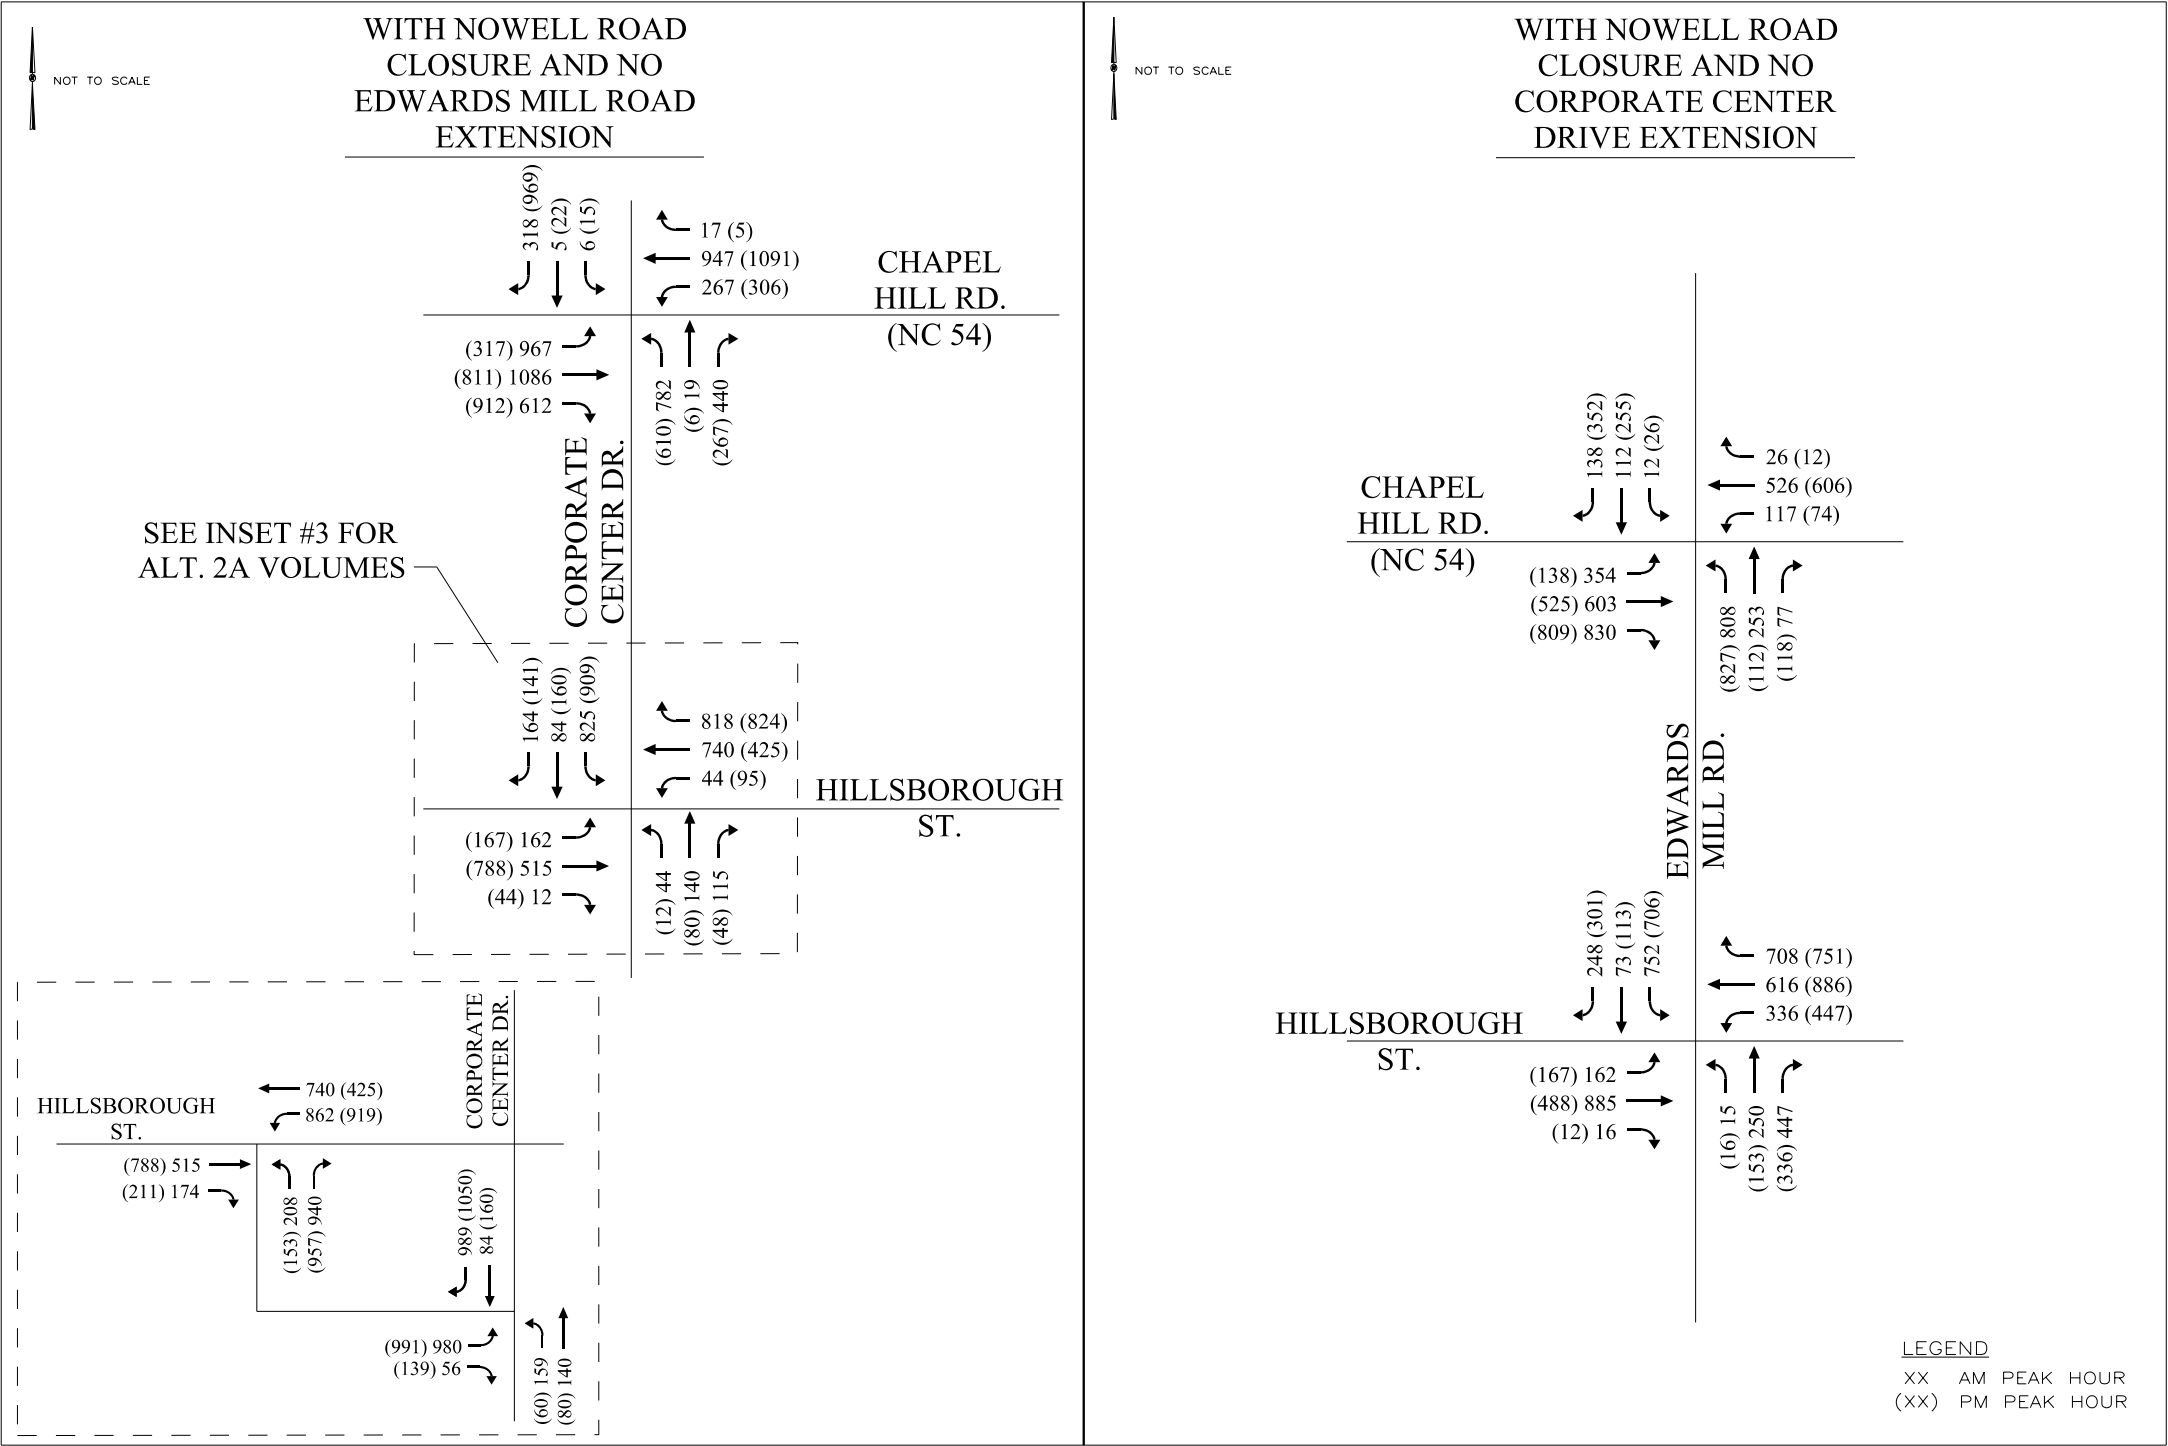 NOT TO SCALE
WITH NOWELL ROAD
CLOSURE AND NO
EDWARDS MILL ROAD
EXTENSION
318 (969)
5 (22)
6 (15)
17 (5)
947 (1091)
267 (306)
CHAPEL
HILL RD.
(NC 54)
(317) 967
(811) 1086
(912) 612
(610) 782
(6) 19
(267) 440
CORPORATE
CENTER DR.
SEE INSET #3 FOR
ALT. 2A VOLUMES
164 (141)
84 (160)
825 (909)
818 (824)
740 (425)
44 (95)
HILLSBOROUGH
ST.
(167) 162
(788) 515
(44) 12
(12) 44
(80) 140
(48) 115
CORPORATE
CENTER DR.
740 (425)
862 (919)
HILLSBOROUGH
ST.
(788) 515
(211) 174
(153) 208
(957) 940
989 (1050)
84 (160)
(991) 980
(139) 56
(60) 159
(80) 140
NOT TO SCALE
WITH NOWELL ROAD
CLOSURE AND NO
CORPORATE CENTER
DRIVE EXTENSION
138 (352)
112 (255)
12 (26)
26 (12)
526 (606)
117 (74)
CHAPEL
HILL RD.
(NC 54)
(138) 354
(525) 603
(809) 830
(827) 808
(112) 253
(118) 77
EDWARDS
MILL RD.
248 (301)
73 (113)
752 (706)
708 (751)
616 (886)
336 (447)
HILLSBOROUGH
ST.
(167) 162
(488) 885
(12) 16
(16) 15
(153) 250
(336) 447
LEGEND
XX AM PEAK HOUR
(XX) PM PEAK HOUR